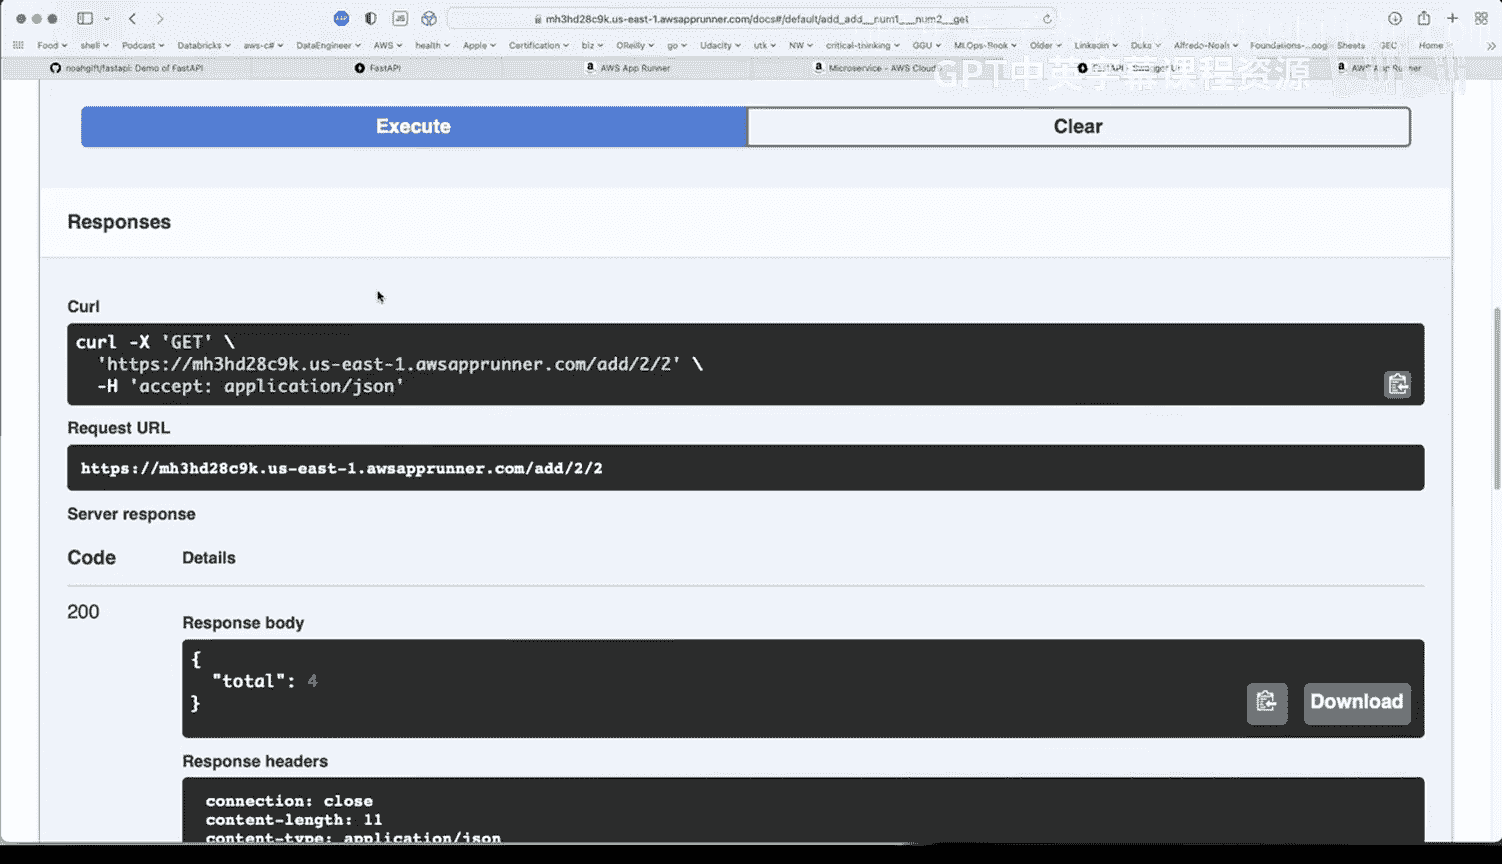 mh3hd28c9k.us-east-1.awsapprunner.com/docs#/default/add_add__num1___num2__get
Food shell Podcast Databricks aws-c# DataEngineer AWS health Apple Certification biz OReilly go Udacity utk NW critical-thinking GGU MLOps-Book Older Linkedin Duke Alfredo-Noah Foundations-...oog Sheets Home
noahgift/fastapi: Demo of FastAPI FastAPI AWS App Runner Microservice - AWS Cloud
GPT中英字幕课程资源
Execute Clear
Responses
Curl
curl -X 'GET' \
'https://mh3hd28c9k.us-east-1.awsapprunner.com/add/2/2' \
-H 'accept: application/json'
Request URL
https://mh3hd28c9k.us-east-1.awsapprunner.com/add/2/2
Server response
Code Details
200
Response body
{
"total": 4
}
Download
Response headers
connection: close
content-length: 11
content-type: application/json